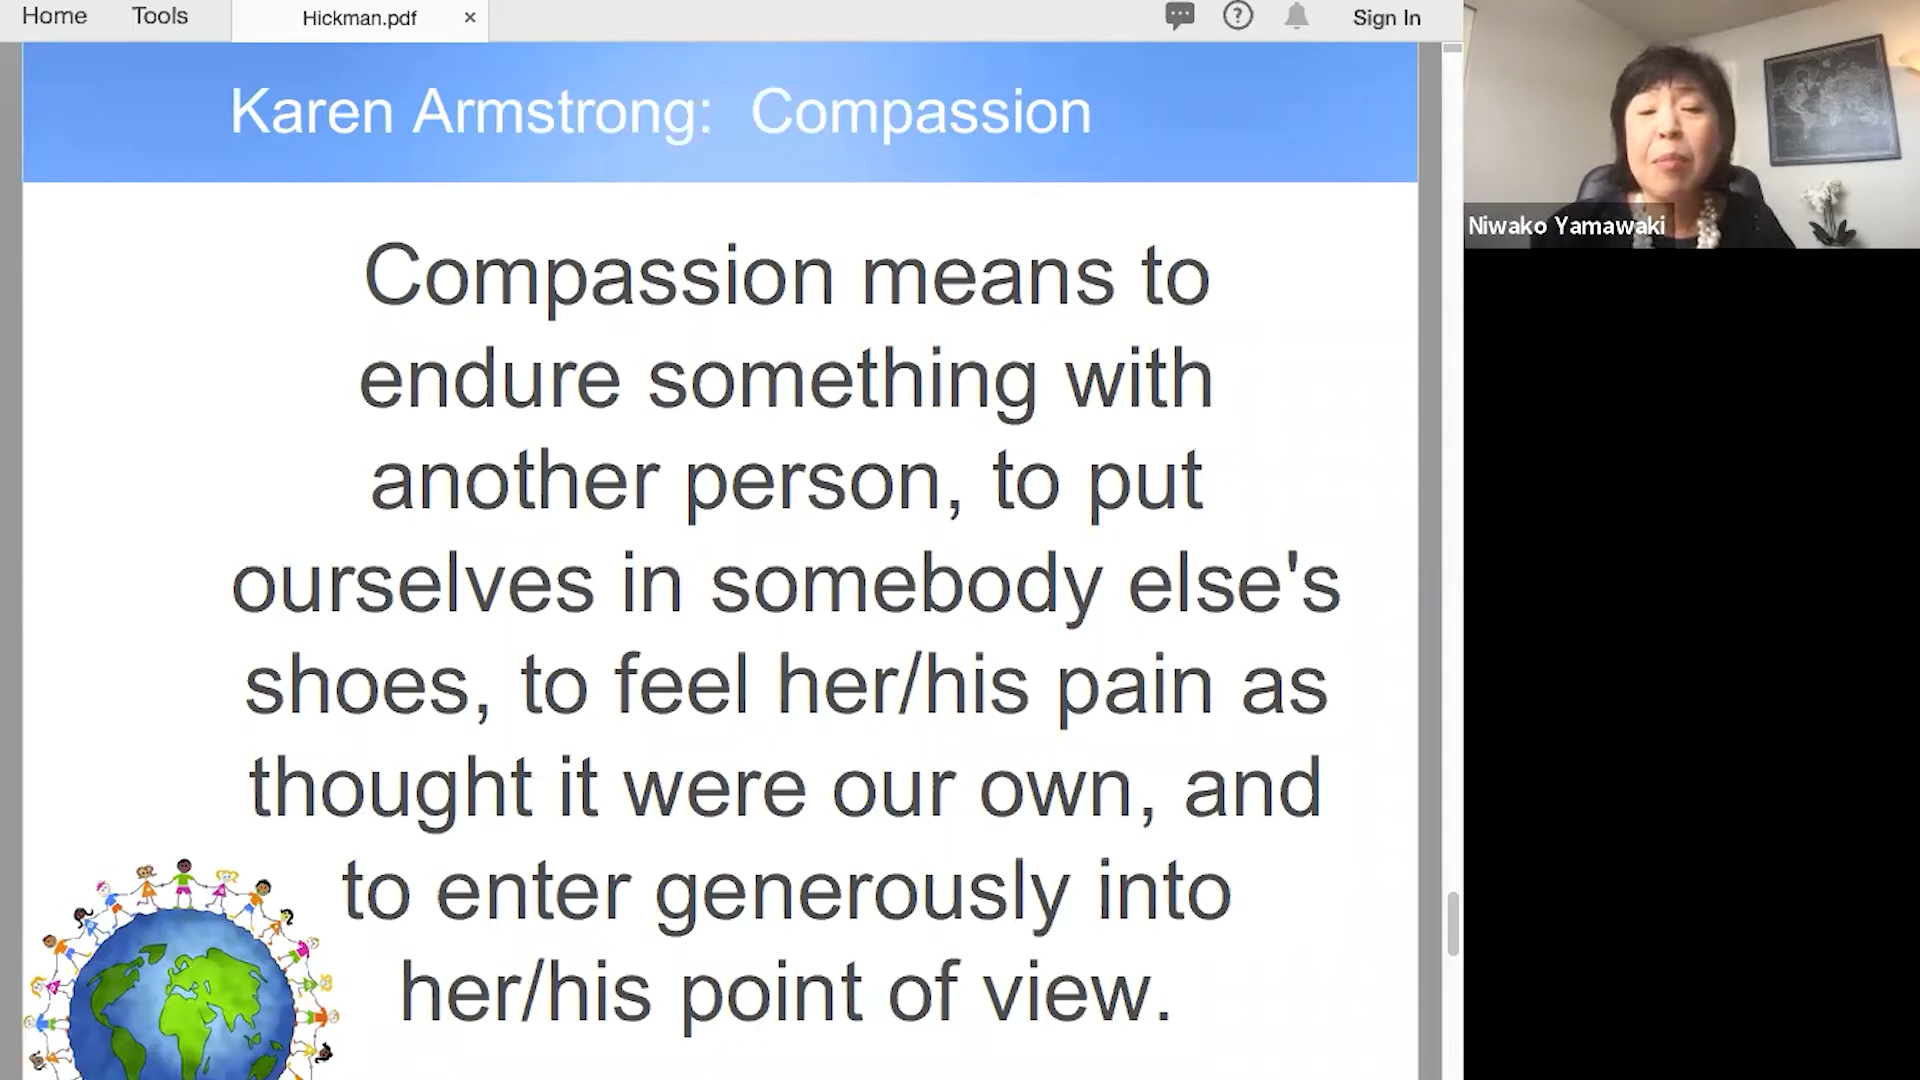 Home Tools Hickman.pdf × ? Sign In
Karen Armstrong: Compassion
Compassion means to
endure something with
another person, to put
ourselves in somebody else's
shoes, to feel her/his pain as
thought it were our own, and
to enter generously into
her/his point of view.
Niwako Yamawaki